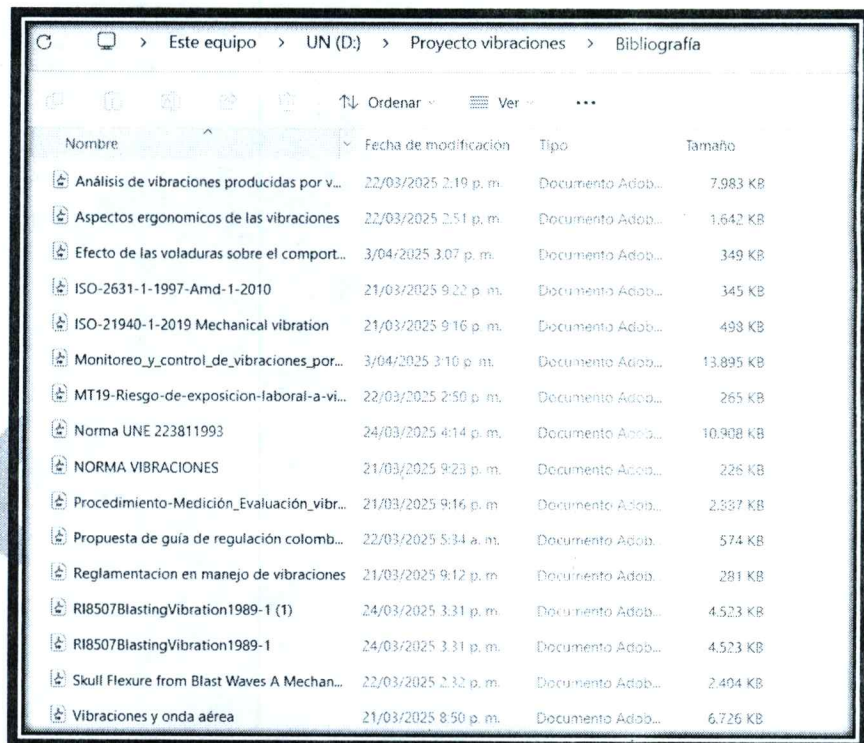 Este equipo > UN (D:) > Proyecto vibraciones > Bibliografía
Ordenar Ver ...
Nombre Fecha de modificación Tipo Tamaño
Análisis de vibraciones producidas por v... 22/03/2025 2:19 p. m. Documento Adob... 7.983 KB
Aspectos ergonomicos de las vibraciones 22/03/2025 2:51 p. m. Documento Adob... 1.642 KB
Efecto de las voladuras sobre el comport... 3/04/2025 3:07 p. m. Documento Adob... 349 KB
ISO-2631-1-1997-Amd-1-2010 21/03/2025 9:22 p. m. Documento Adob... 345 KB
ISO-21940-1-2019 Mechanical vibration 21/03/2025 9:16 p. m. Documento Adob... 498 KB
Monitoreo_y_control_de_vibraciones_por... 3/04/2025 3:10 p. m. Documento Adob... 13.895 KB
MT19-Riesgo-de-exposicion-laboral-a-vi... 22/03/2025 2:50 p. m. Documento Adob... 265 KB
Norma UNE 223811993 24/03/2025 4:14 p. m. Documento Adob... 10.908 KB
NORMA VIBRACIONES 21/03/2025 9:23 p. m. Documento Adob... 226 KB
Procedimiento-Medición_Evaluación_vibr... 21/03/2025 9:16 p. m. Documento Adob... 2.337 KB
Propuesta de guía de regulación colomb... 22/03/2025 5:34 a. m. Documento Adob... 574 KB
Reglamentacion en manejo de vibraciones 21/03/2025 9:12 p. m. Documento Adob... 281 KB
RI8507BlastingVibration1989-1 (1) 24/03/2025 3:31 p. m. Documento Adob... 4.523 KB
RI8507BlastingVibration1989-1 24/03/2025 3:31 p. m. Documento Adob... 4.523 KB
Skull Flexure from Blast Waves A Mechan... 22/03/2025 2:32 p. m. Documento Adob... 2.404 KB
Vibraciones y onda aérea 21/03/2025 8:50 p. m. Documento Adob... 6.726 KB